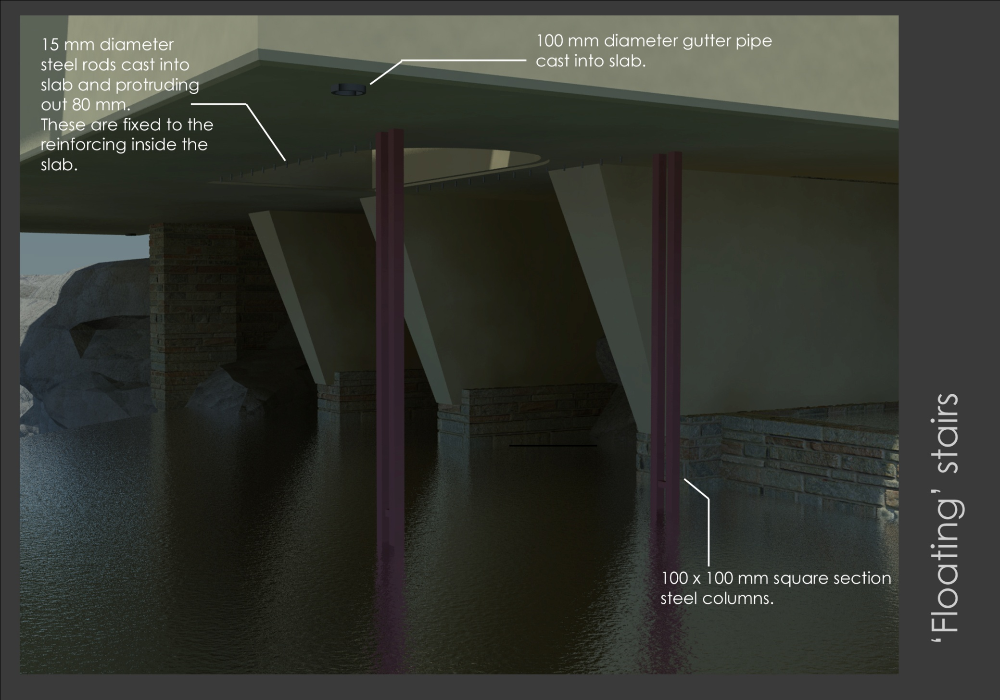 15 mm diameter
steel rods cast into
slab and protruding
out 80 mm.
These are fixed to the
reinforcing inside the
slab.
100 mm diameter gutter pipe
cast into slab.
100 x 100 mm square section
steel columns.
‘Floating’ stairs